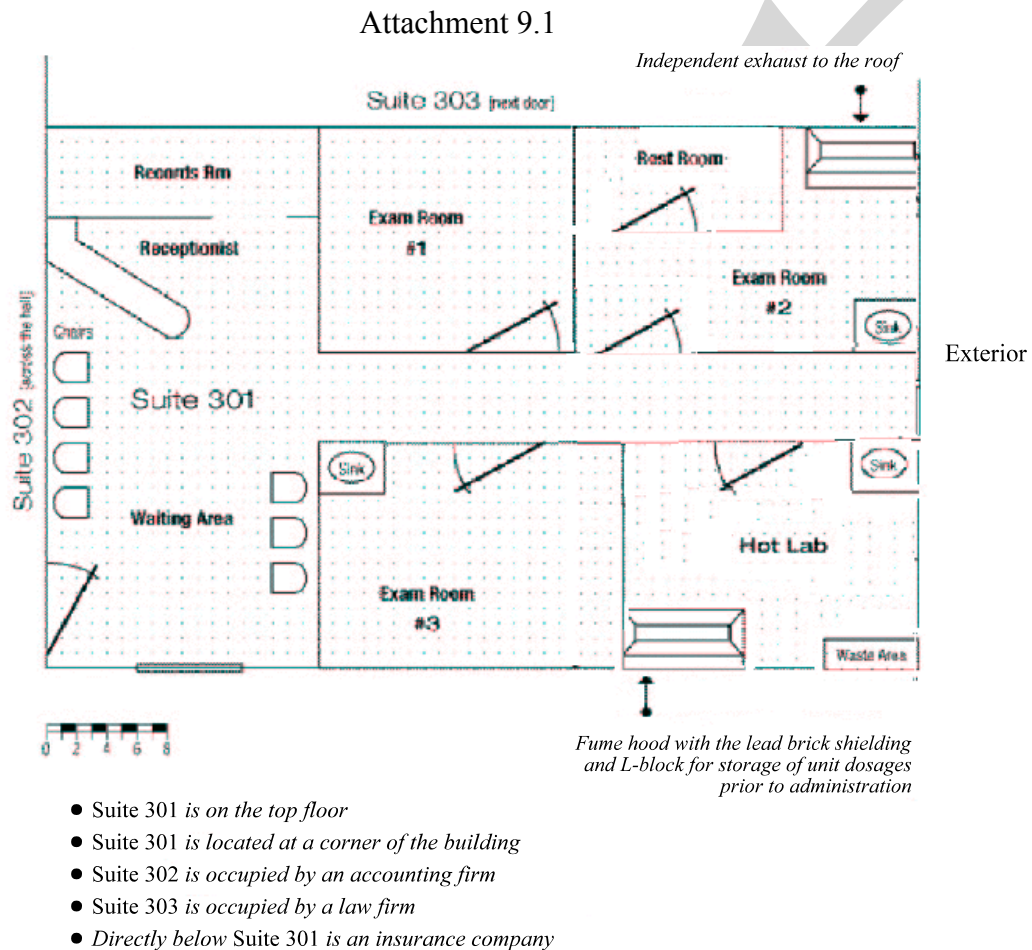 Attachment 9.1
Independent exhaust to the roof
Suite 303 [next door]
Records Rm
Rest Room
Exam Room
#1
Receptionist
Exam Room
#2
Sink
Chairs
Exterior
Suite 302 [across the hall]
Suite 301
Sink
Sink
Waiting Area
Hot Lab
Exam Room
#3
Waste Area
0 2 4 6 8
Fume hood with the lead brick shielding
and L-block for storage of unit dosages
prior to administration
● Suite 301 is on the top floor
● Suite 301 is located at a corner of the building
● Suite 302 is occupied by an accounting firm
● Suite 303 is occupied by a law firm
● Directly below Suite 301 is an insurance company